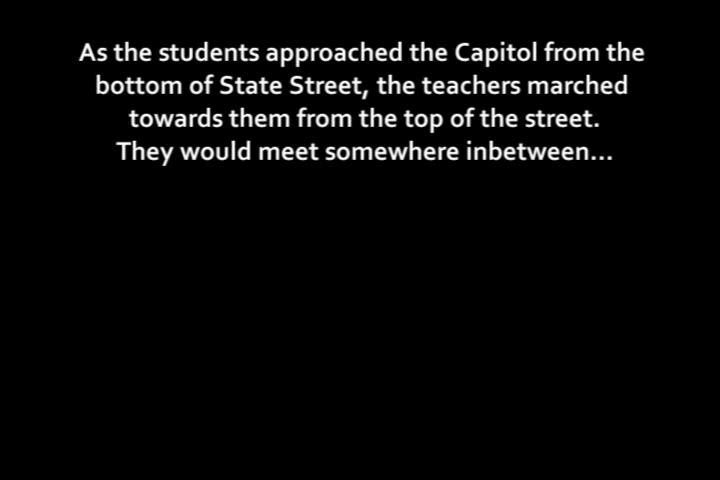 As the students approached the Capitol from the
bottom of State Street, the teachers marched
towards them from the top of the street.
They would meet somewhere inbetween...